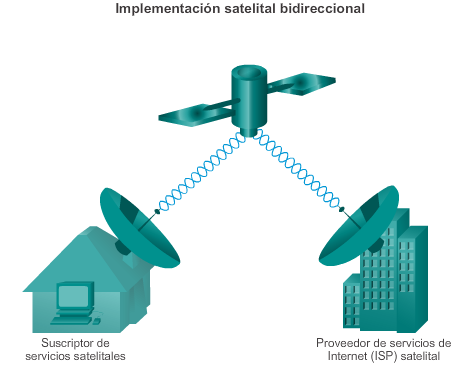 Implementación satelital bidireccional
Suscriptor de
servicios satelitales
Proveedor de servicios de
Internet (ISP) satelital